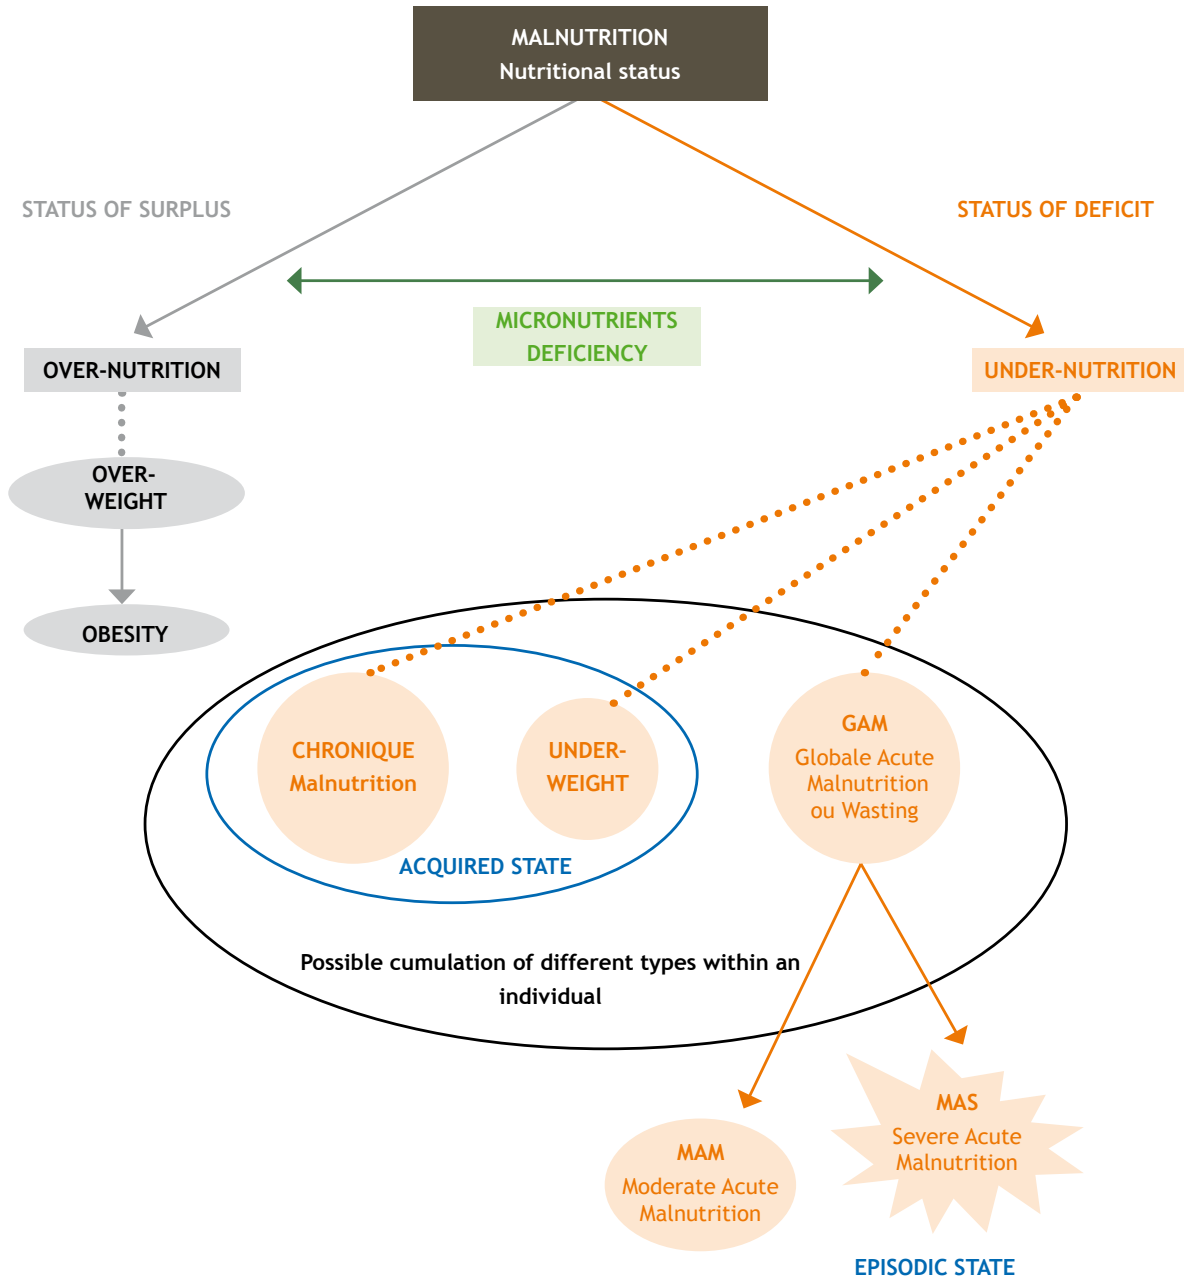 MALNUTRITION
Nutritional status
STATUS OF SURPLUS
STATUS OF DEFICIT
MICRONUTRIENTS
DEFICIENCY
OVER-NUTRITION
UNDER-NUTRITION
OVER-
WEIGHT
OBESITY
CHRONIQUE
Malnutrition
UNDER-
WEIGHT
GAM
Globale Acute
Malnutrition
ou Wasting
ACQUIRED STATE
Possible cumulation of different types within an
individual
MAM
Moderate Acute
Malnutrition
MAS
Severe Acute
Malnutrition
EPISODIC STATE